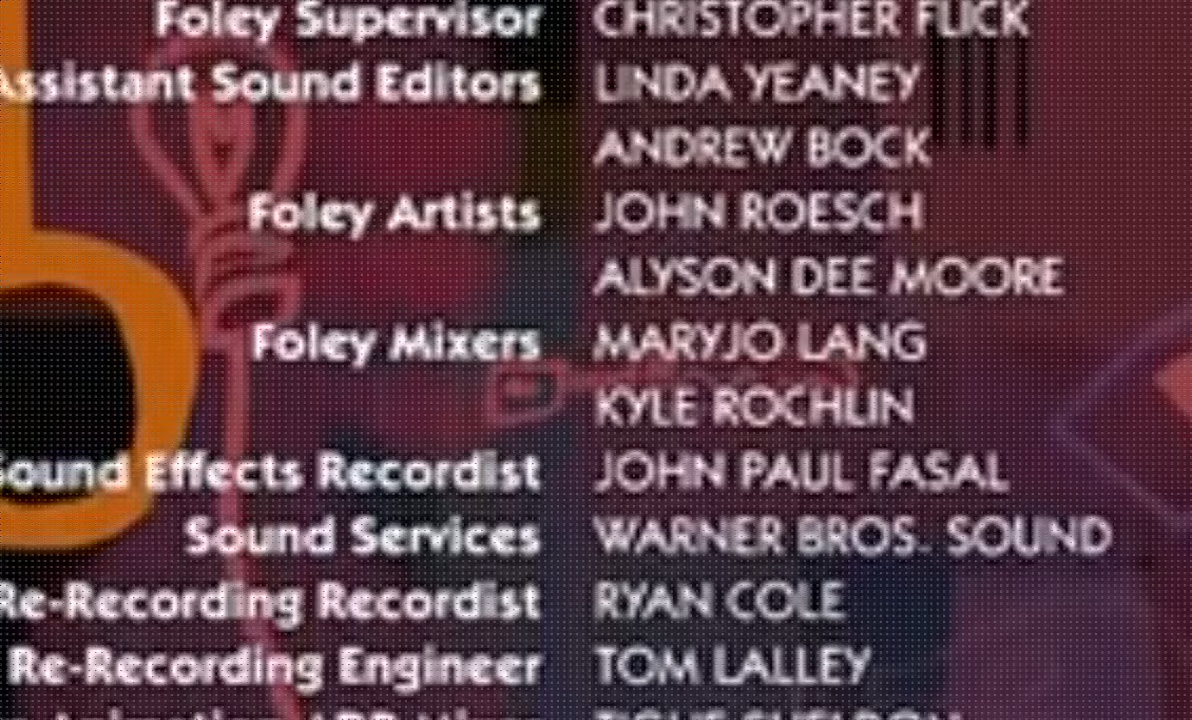 Foley Supervisor CHRISTOPHER FLICK
Assistant Sound Editors LINDA YEANEY
ANDREW BOCK
Foley Artists JOHN ROESCH
ALYSON DEE MOORE
Foley Mixers MARYJO LANG
KYLE ROCHLIN
Sound Effects Recordist JOHN PAUL FASAL
Sound Services WARNER BROS. SOUND
Re-Recording Recordist RYAN COLE
Re-Recording Engineer TOM LALLEY